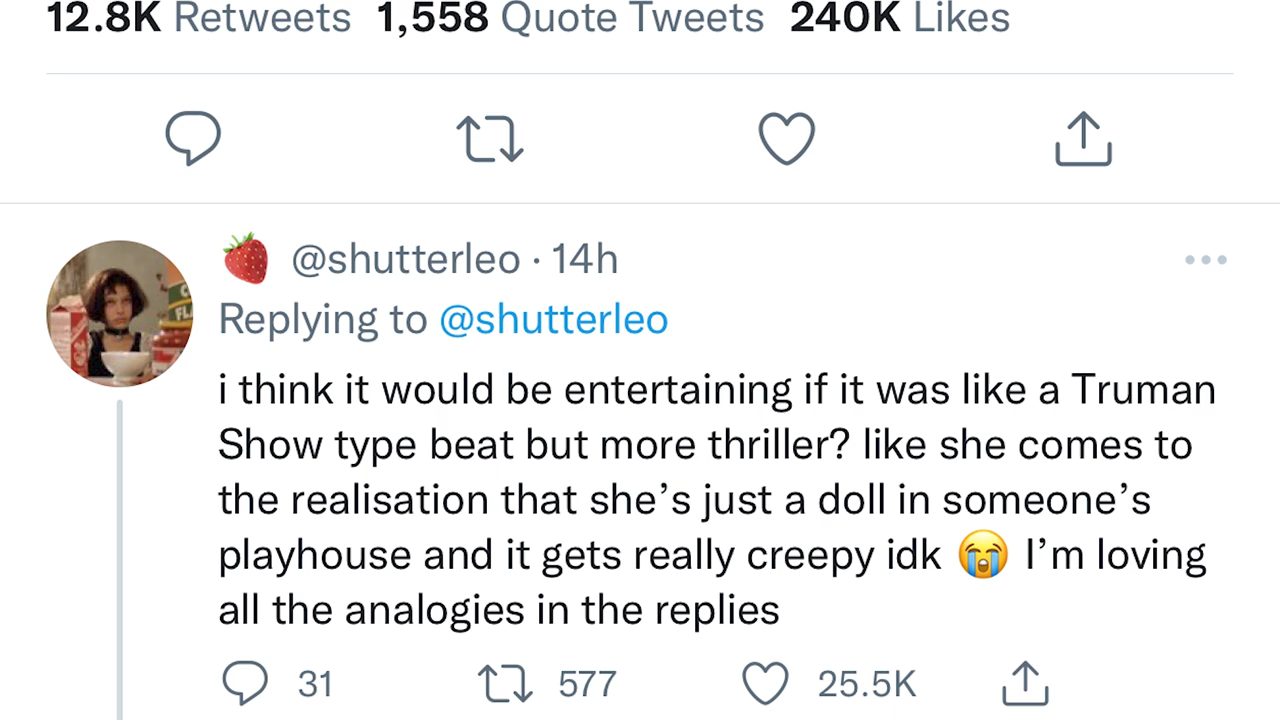 12.8K Retweets 1,558 Quote Tweets 240K Likes
🍓 @shutterleo · 14h
Replying to @shutterleo
i think it would be entertaining if it was like a Truman
Show type beat but more thriller? like she comes to
the realisation that she’s just a doll in someone’s
playhouse and it gets really creepy idk 😭 I’m loving
all the analogies in the replies
31 577 25.5K